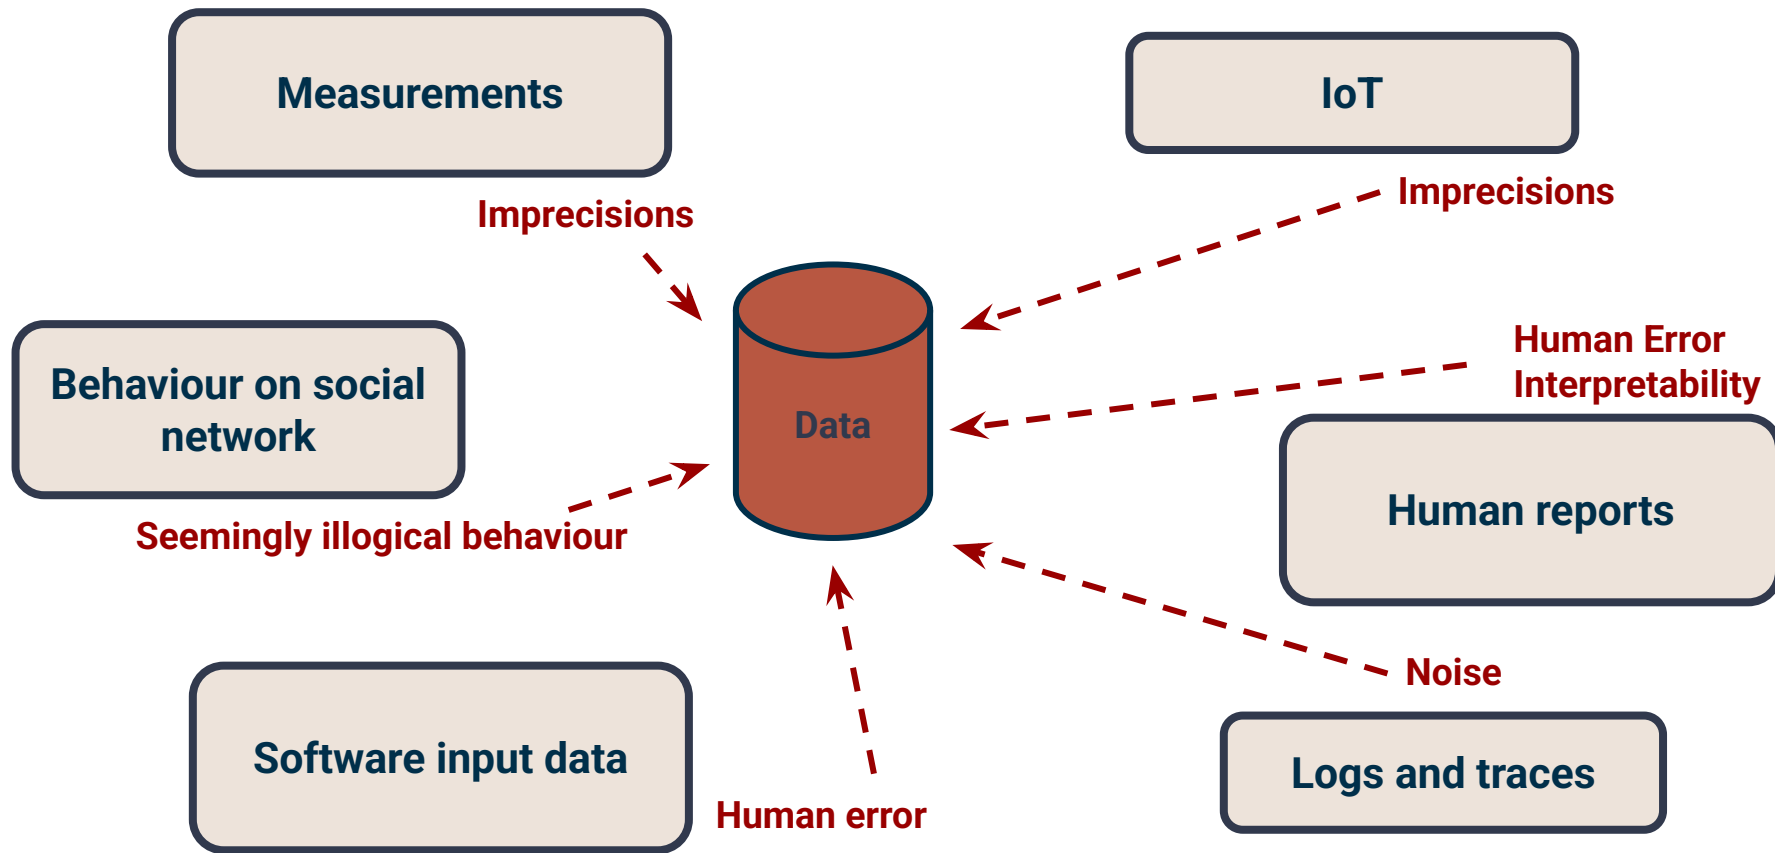 Measurements
IoT
Imprecisions
Imprecisions
Human Error
Interpretability
Behaviour on social
network
Data
Human reports
Seemingly illogical behaviour
Noise
Software input data
Logs and traces
Human error